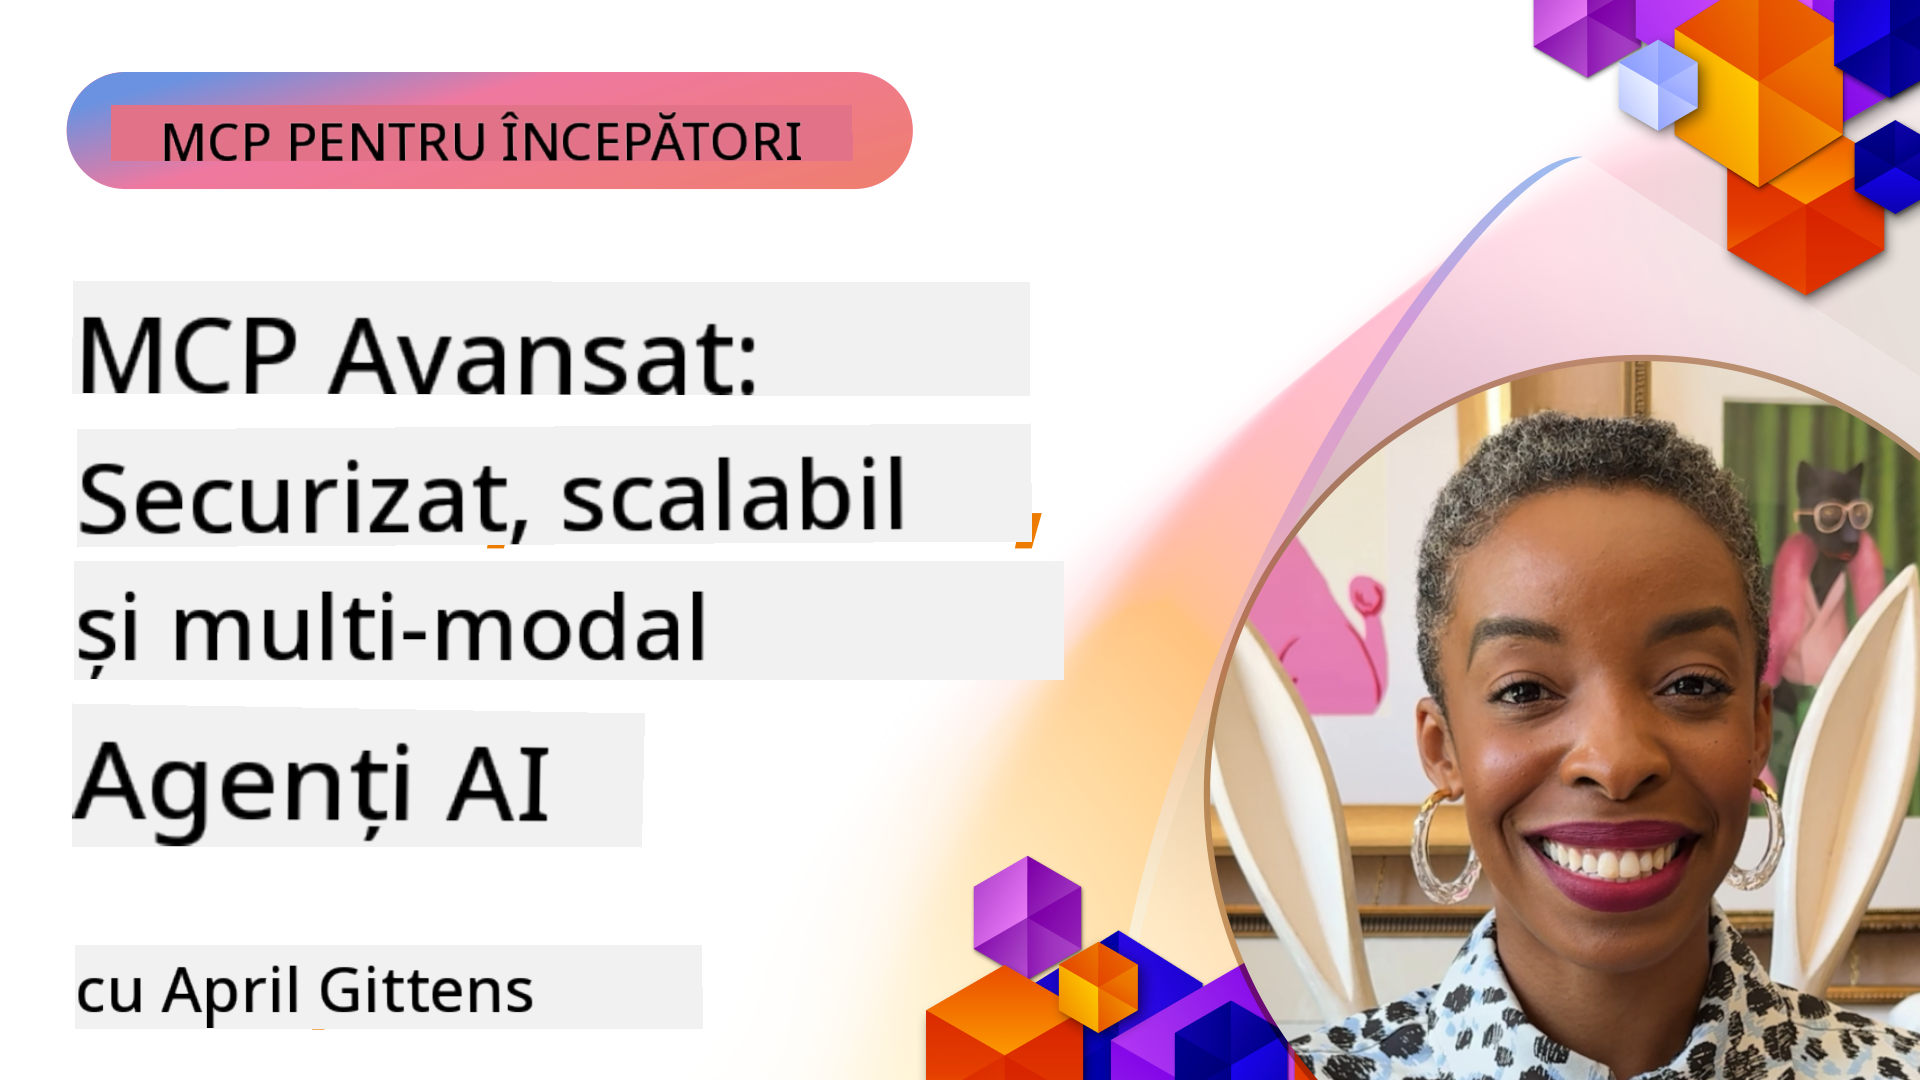 MCP PENTRU ÎNCEPĂTORI
MCP Avansat:
Securizat, scalabil
și multi-modal
Agenți AI
cu April Gittens